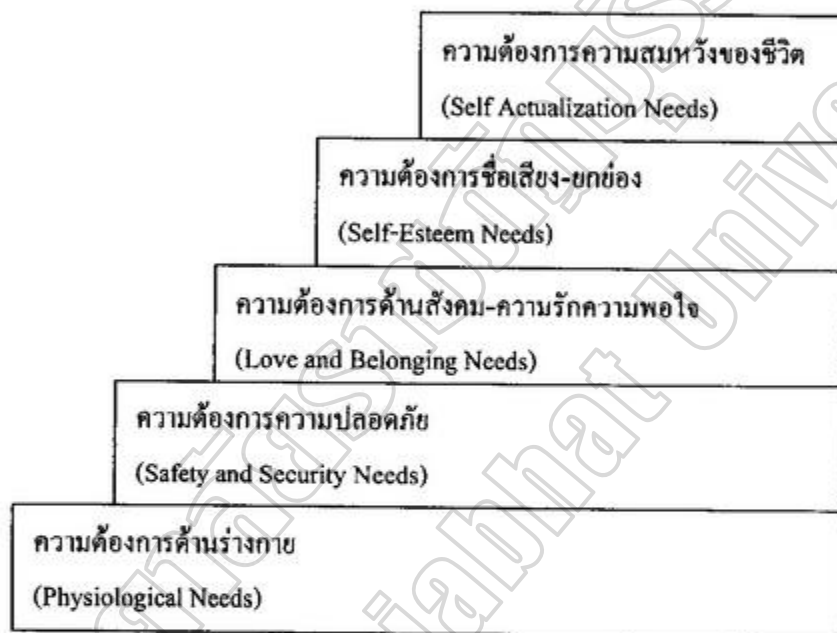 ความต้องการความสมหวังของชีวิต
(Self Actualization Needs)
ความต้องการชื่อเสียง-ยกย่อง
(Self-Esteem Needs)
ความต้องการด้านสังคม-ความรักความพอใจ
(Love and Belonging Needs)
ความต้องการความปลอดภัย
(Safety and Security Needs)
ความต้องการด้านร่างกาย
(Physiological Needs)